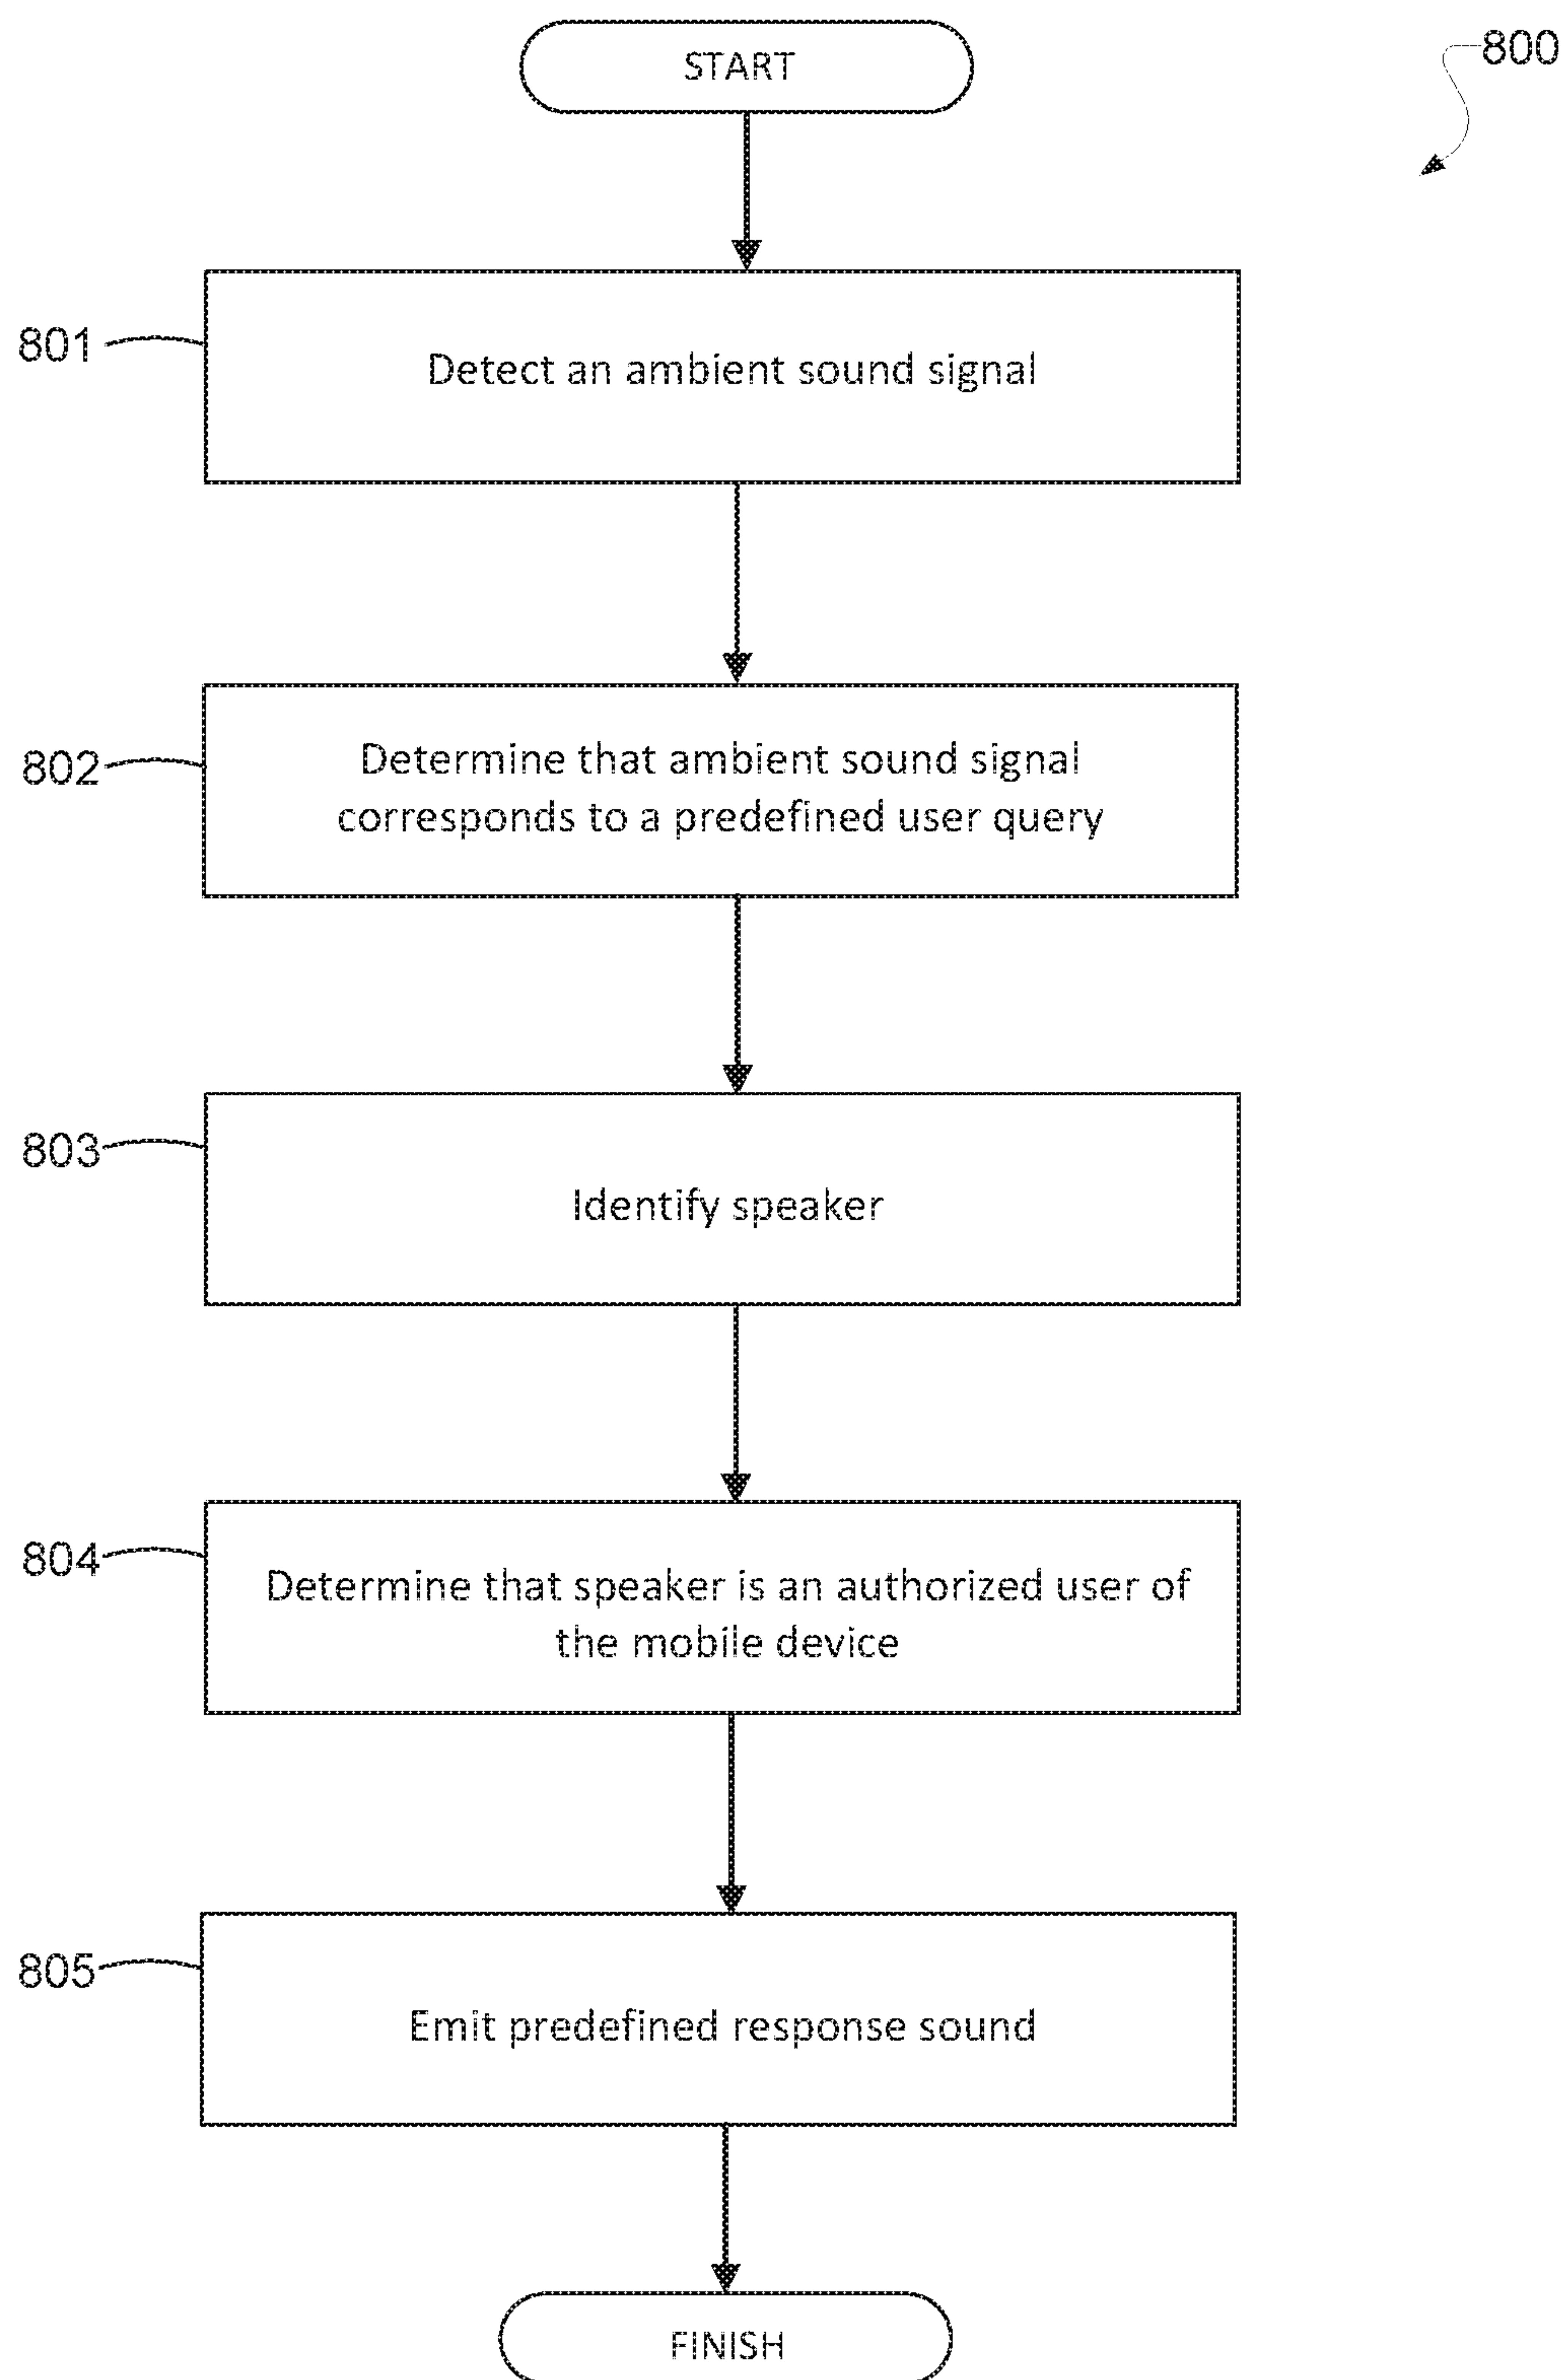 START
800
801
Detect an ambient sound signal
802
Determine that ambient sound signal
corresponds to a predefined user query
803
Identify speaker
804
Determine that speaker is an authorized user of
the mobile device
805
Emit predefined response sound
FINISH